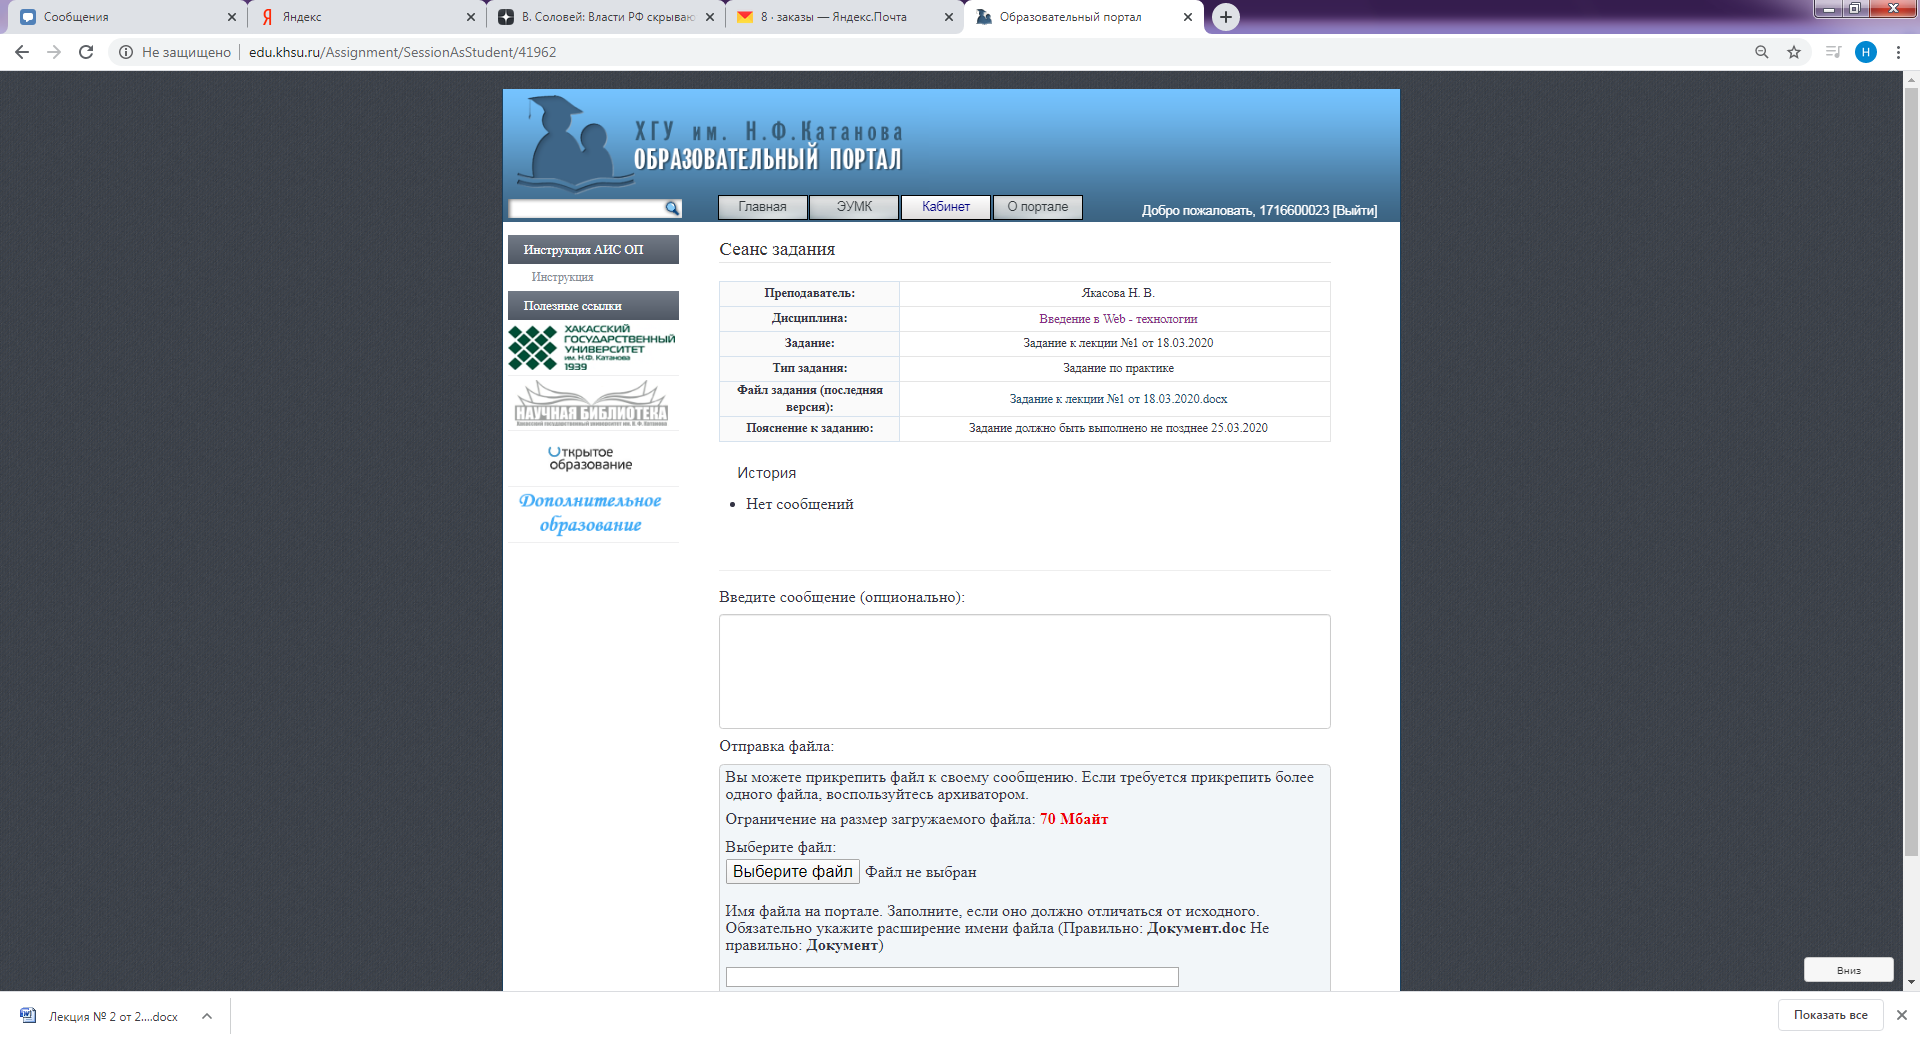 Сообщения
Яндекс
В. Соловей: Власти РФ скрываю
8 · заказы — Яндекс.Почта
Образовательный портал
Не защищено
edu.khsu.ru/Assignment/SessionAsStudent/41962
Н
ХГУ им. Н.Ф.Катанова
ОБРАЗОВАТЕЛЬНЫЙ ПОРТАЛ
Главная
ЭУМК
Кабинет
О портале
Добро пожаловать, 1716600023 [Выйти]
Инструкция АИС ОП
Инструкция
Полезные ссылки
ХАКАССКИЙ
ГОСУДАРСТВЕННЫЙ
УНИВЕРСИТЕТ
им. Н.Ф. Катанова
1939
НАУЧНАЯ БИБЛИОТЕКА
Открытое
образование
Дополнительное
образование
Сеанс задания
Преподаватель: Якасова Н. В.
Дисциплина: Введение в Web - технологии
Задание: Задание к лекции №1 от 18.03.2020
Тип задания: Задание по практике
Файл задания (последняя
версия): Задание к лекции №1 от 18.03.2020.docx
Пояснение к заданию: Задание должно быть выполнено не позднее 25.03.2020
История
Нет сообщений
Введите сообщение (опционально):
Отправка файла:
Вы можете прикрепить файл к своему сообщению. Если требуется прикрепить более
одного файла, воспользуйтесь архиватором.
Ограничение на размер загружаемого файла: 70 Мбайт
Выберите файл:
Выберите файл Файл не выбран
Имя файла на портале. Заполните, если оно должно отличаться от исходного.
Обязательно укажите расширение имени файла (Правильно: Документ.doc Не
правильно: Документ)
Вниз
Лекция № 2 от 2....docx
Показать все